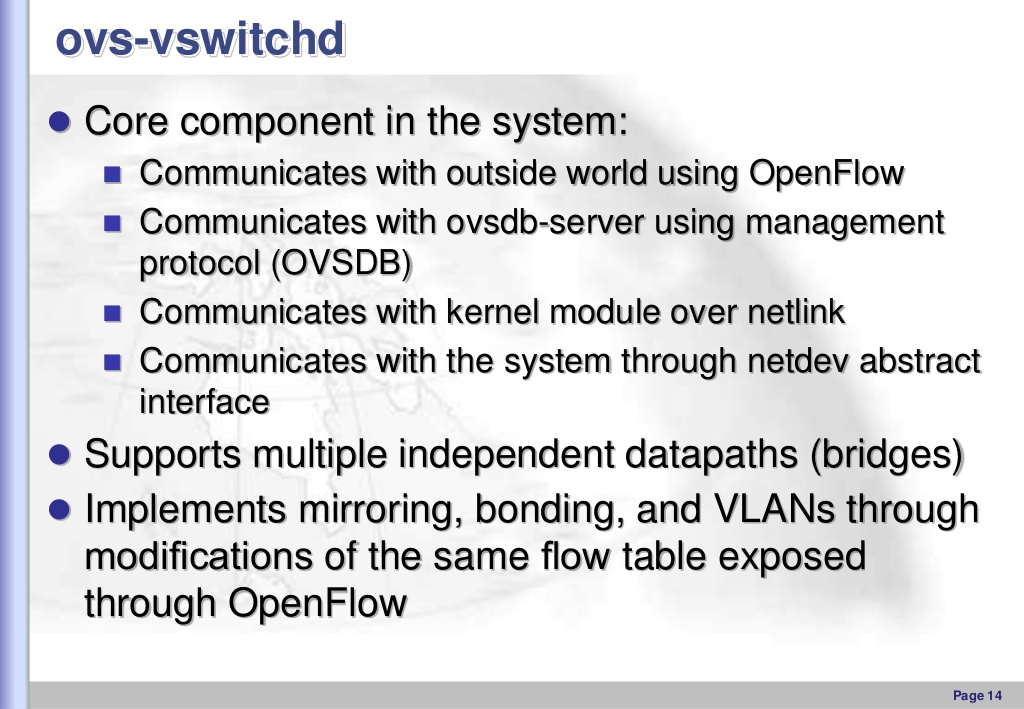 ovs-vswitchd
Core component in the system:
Communicates with outside world using OpenFlow
Communicates with ovsdb-server using management
protocol (OVSDB)
Communicates with kernel module over netlink
Communicates with the system through netdev abstract
interface
Supports multiple independent datapaths (bridges)
Implements mirroring, bonding, and VLANs through
modifications of the same flow table exposed
through OpenFlow
Page 14